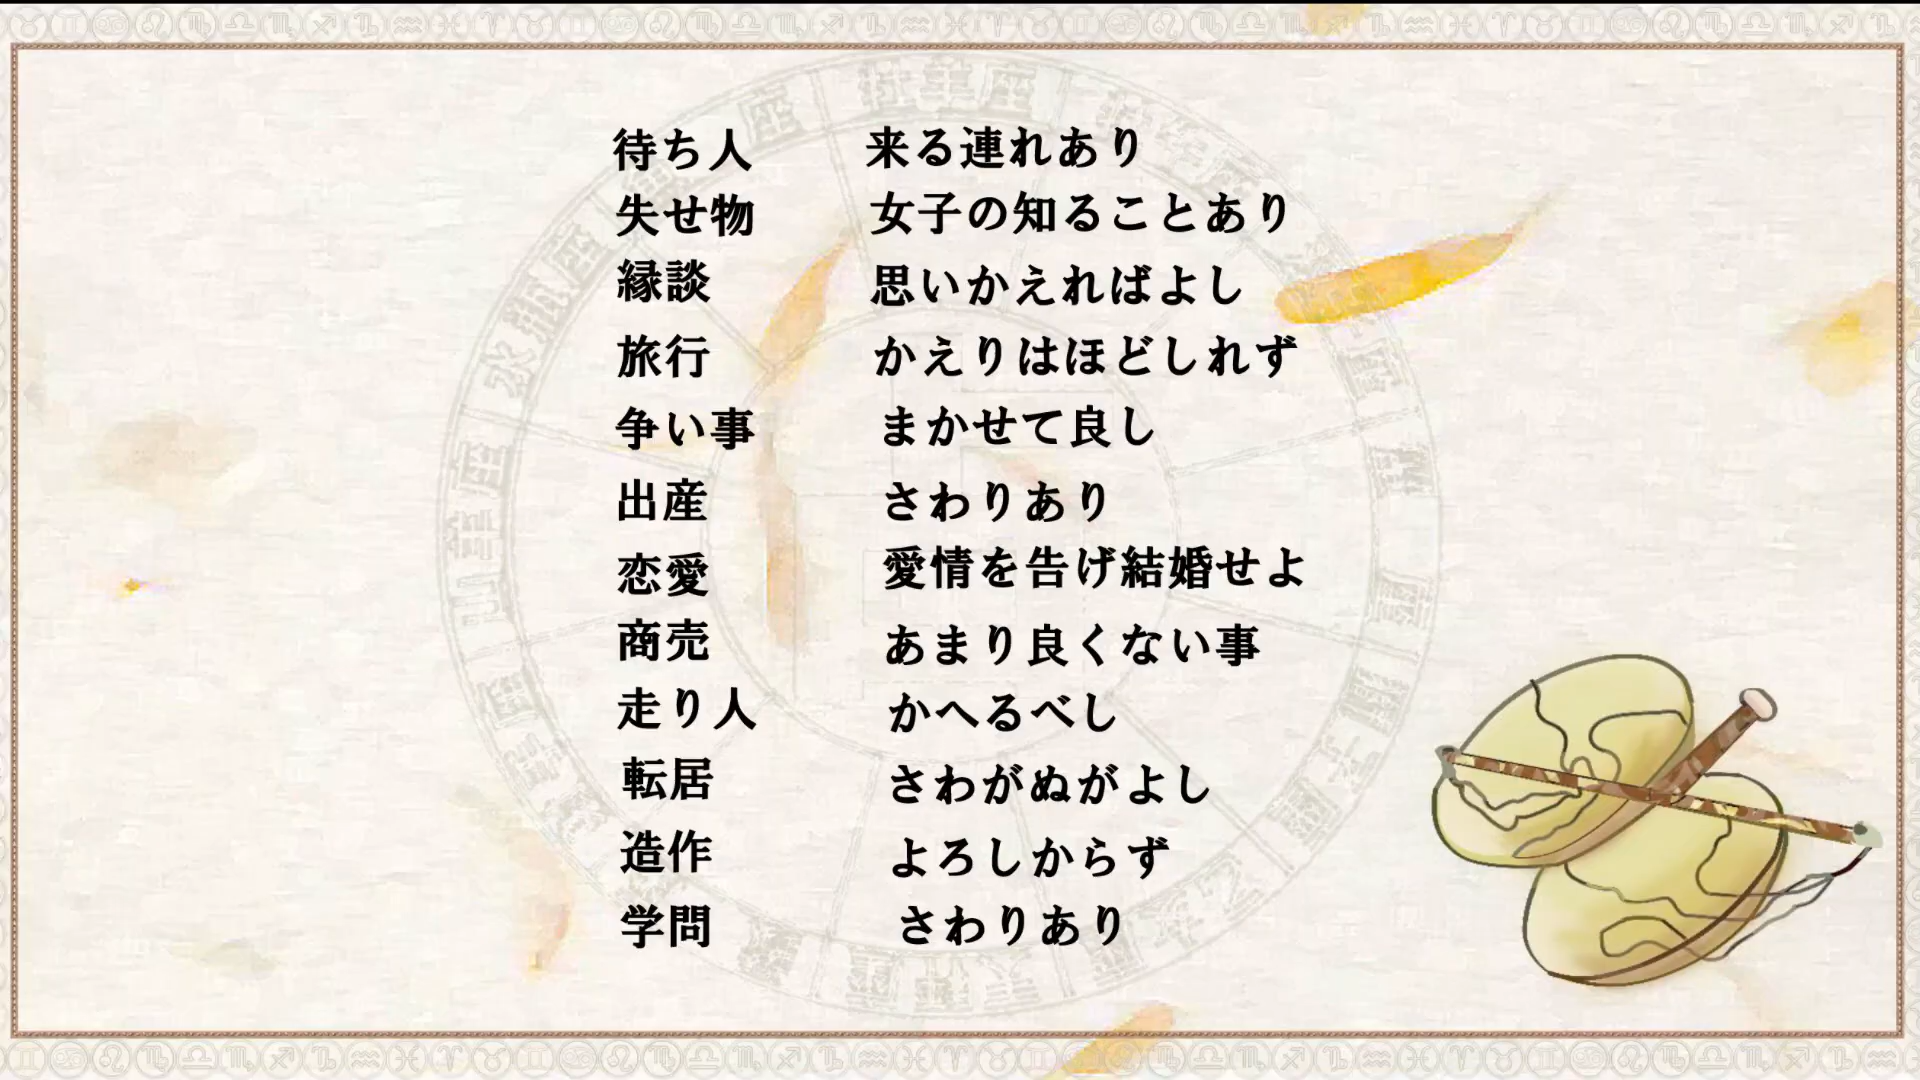 待ち人 来る連れあり
失せ物 女子の知ることあり
縁談 思いかえればよし
旅行 かえりはほどしれず
争い事 まかせて良し
出産 さわりあり
恋愛 愛情を告げ結婚せよ
商売 あまり良くない事
走り人 かへるべし
転居 さわがぬがよし
造作 よろしからず
学問 さわりあり